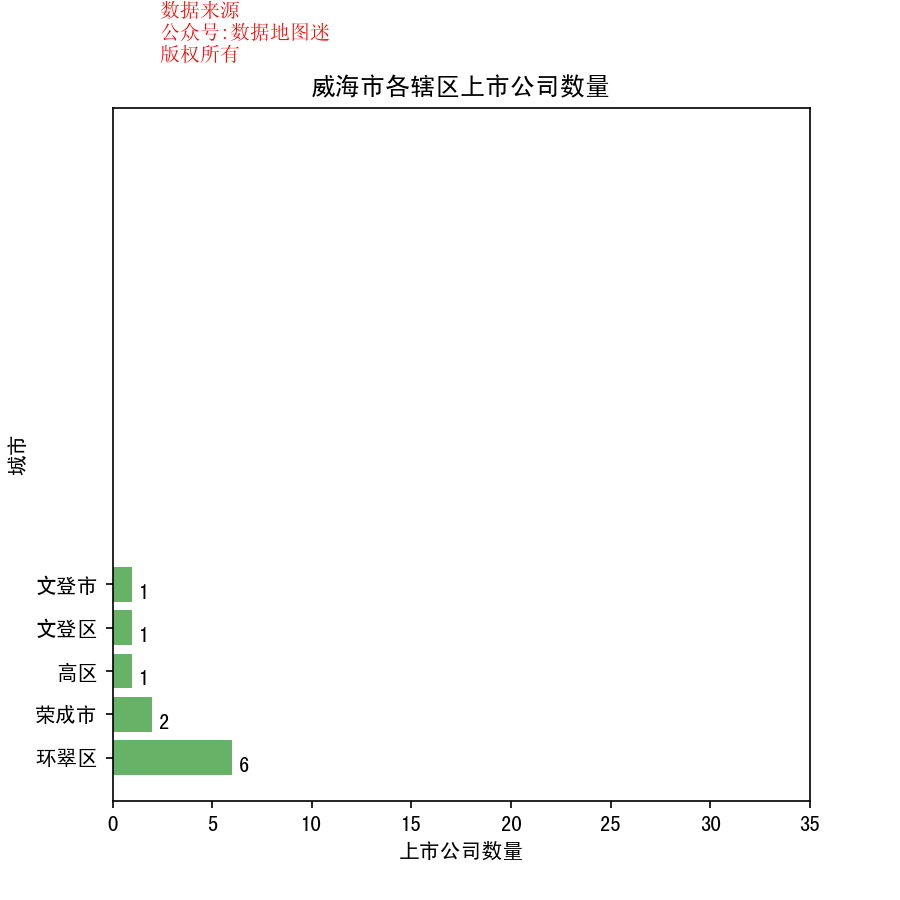 数据来源
公众号:数据地图迷
版权所有
威海市各辖区上市公司数量
城市
文登市 1
文登区 1
高区 1
荣成市 2
环翠区 6
0 5 10 15 20 25 30 35
上市公司数量